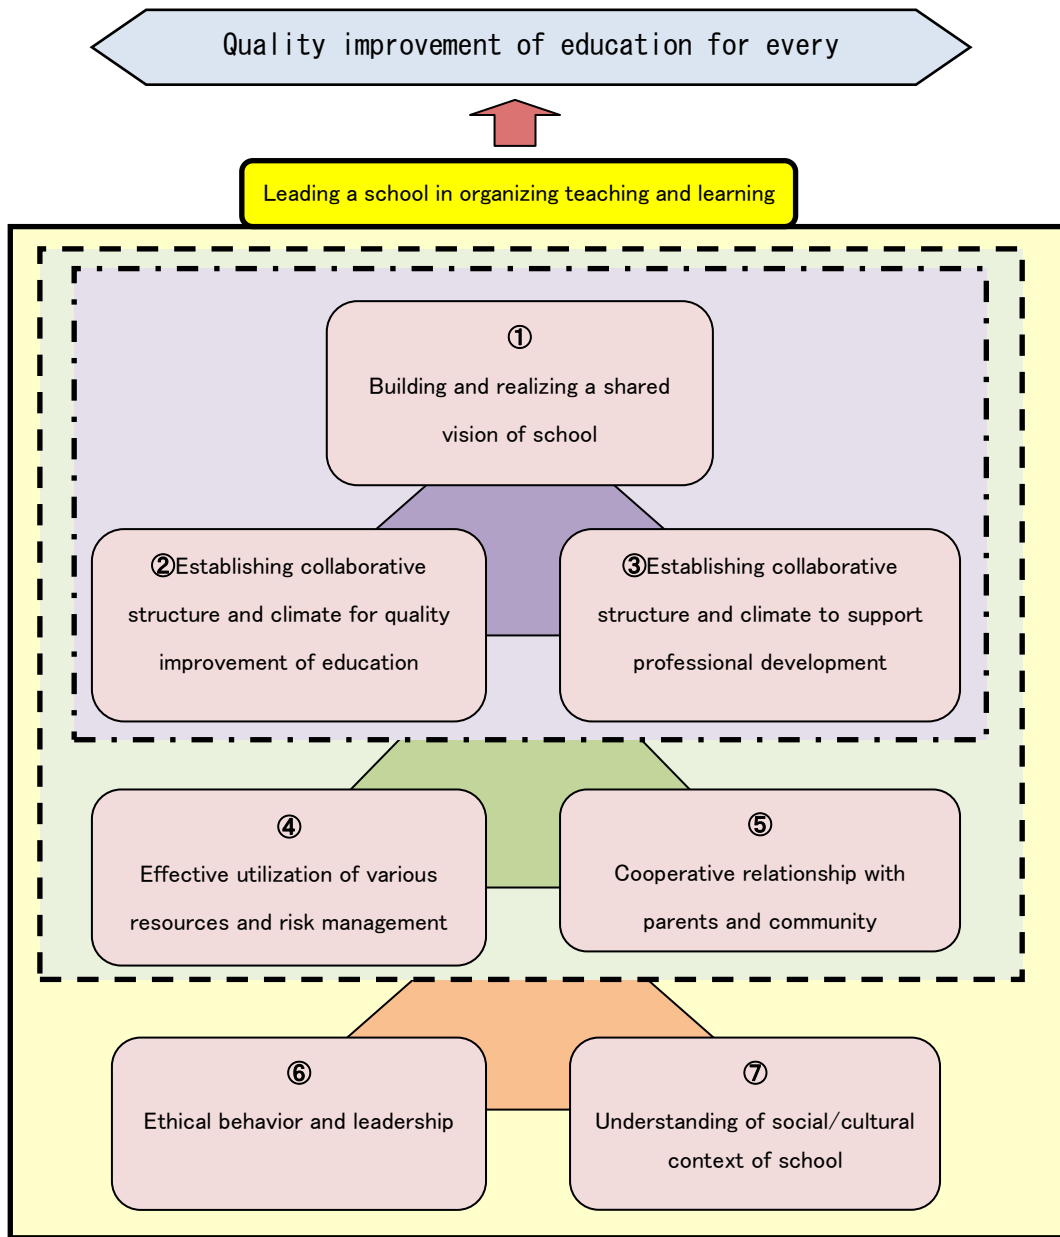 Quality improvement of education for every
Leading a school in organizing teaching and learning
①
Building and realizing a shared
vision of school
②Establishing collaborative
structure and climate for quality
improvement of education
③Establishing collaborative
structure and climate to support
professional development
④
Effective utilization of various
resources and risk management
⑤
Cooperative relationship with
parents and community
⑥
Ethical behavior and leadership
⑦
Understanding of social/cultural
context of school